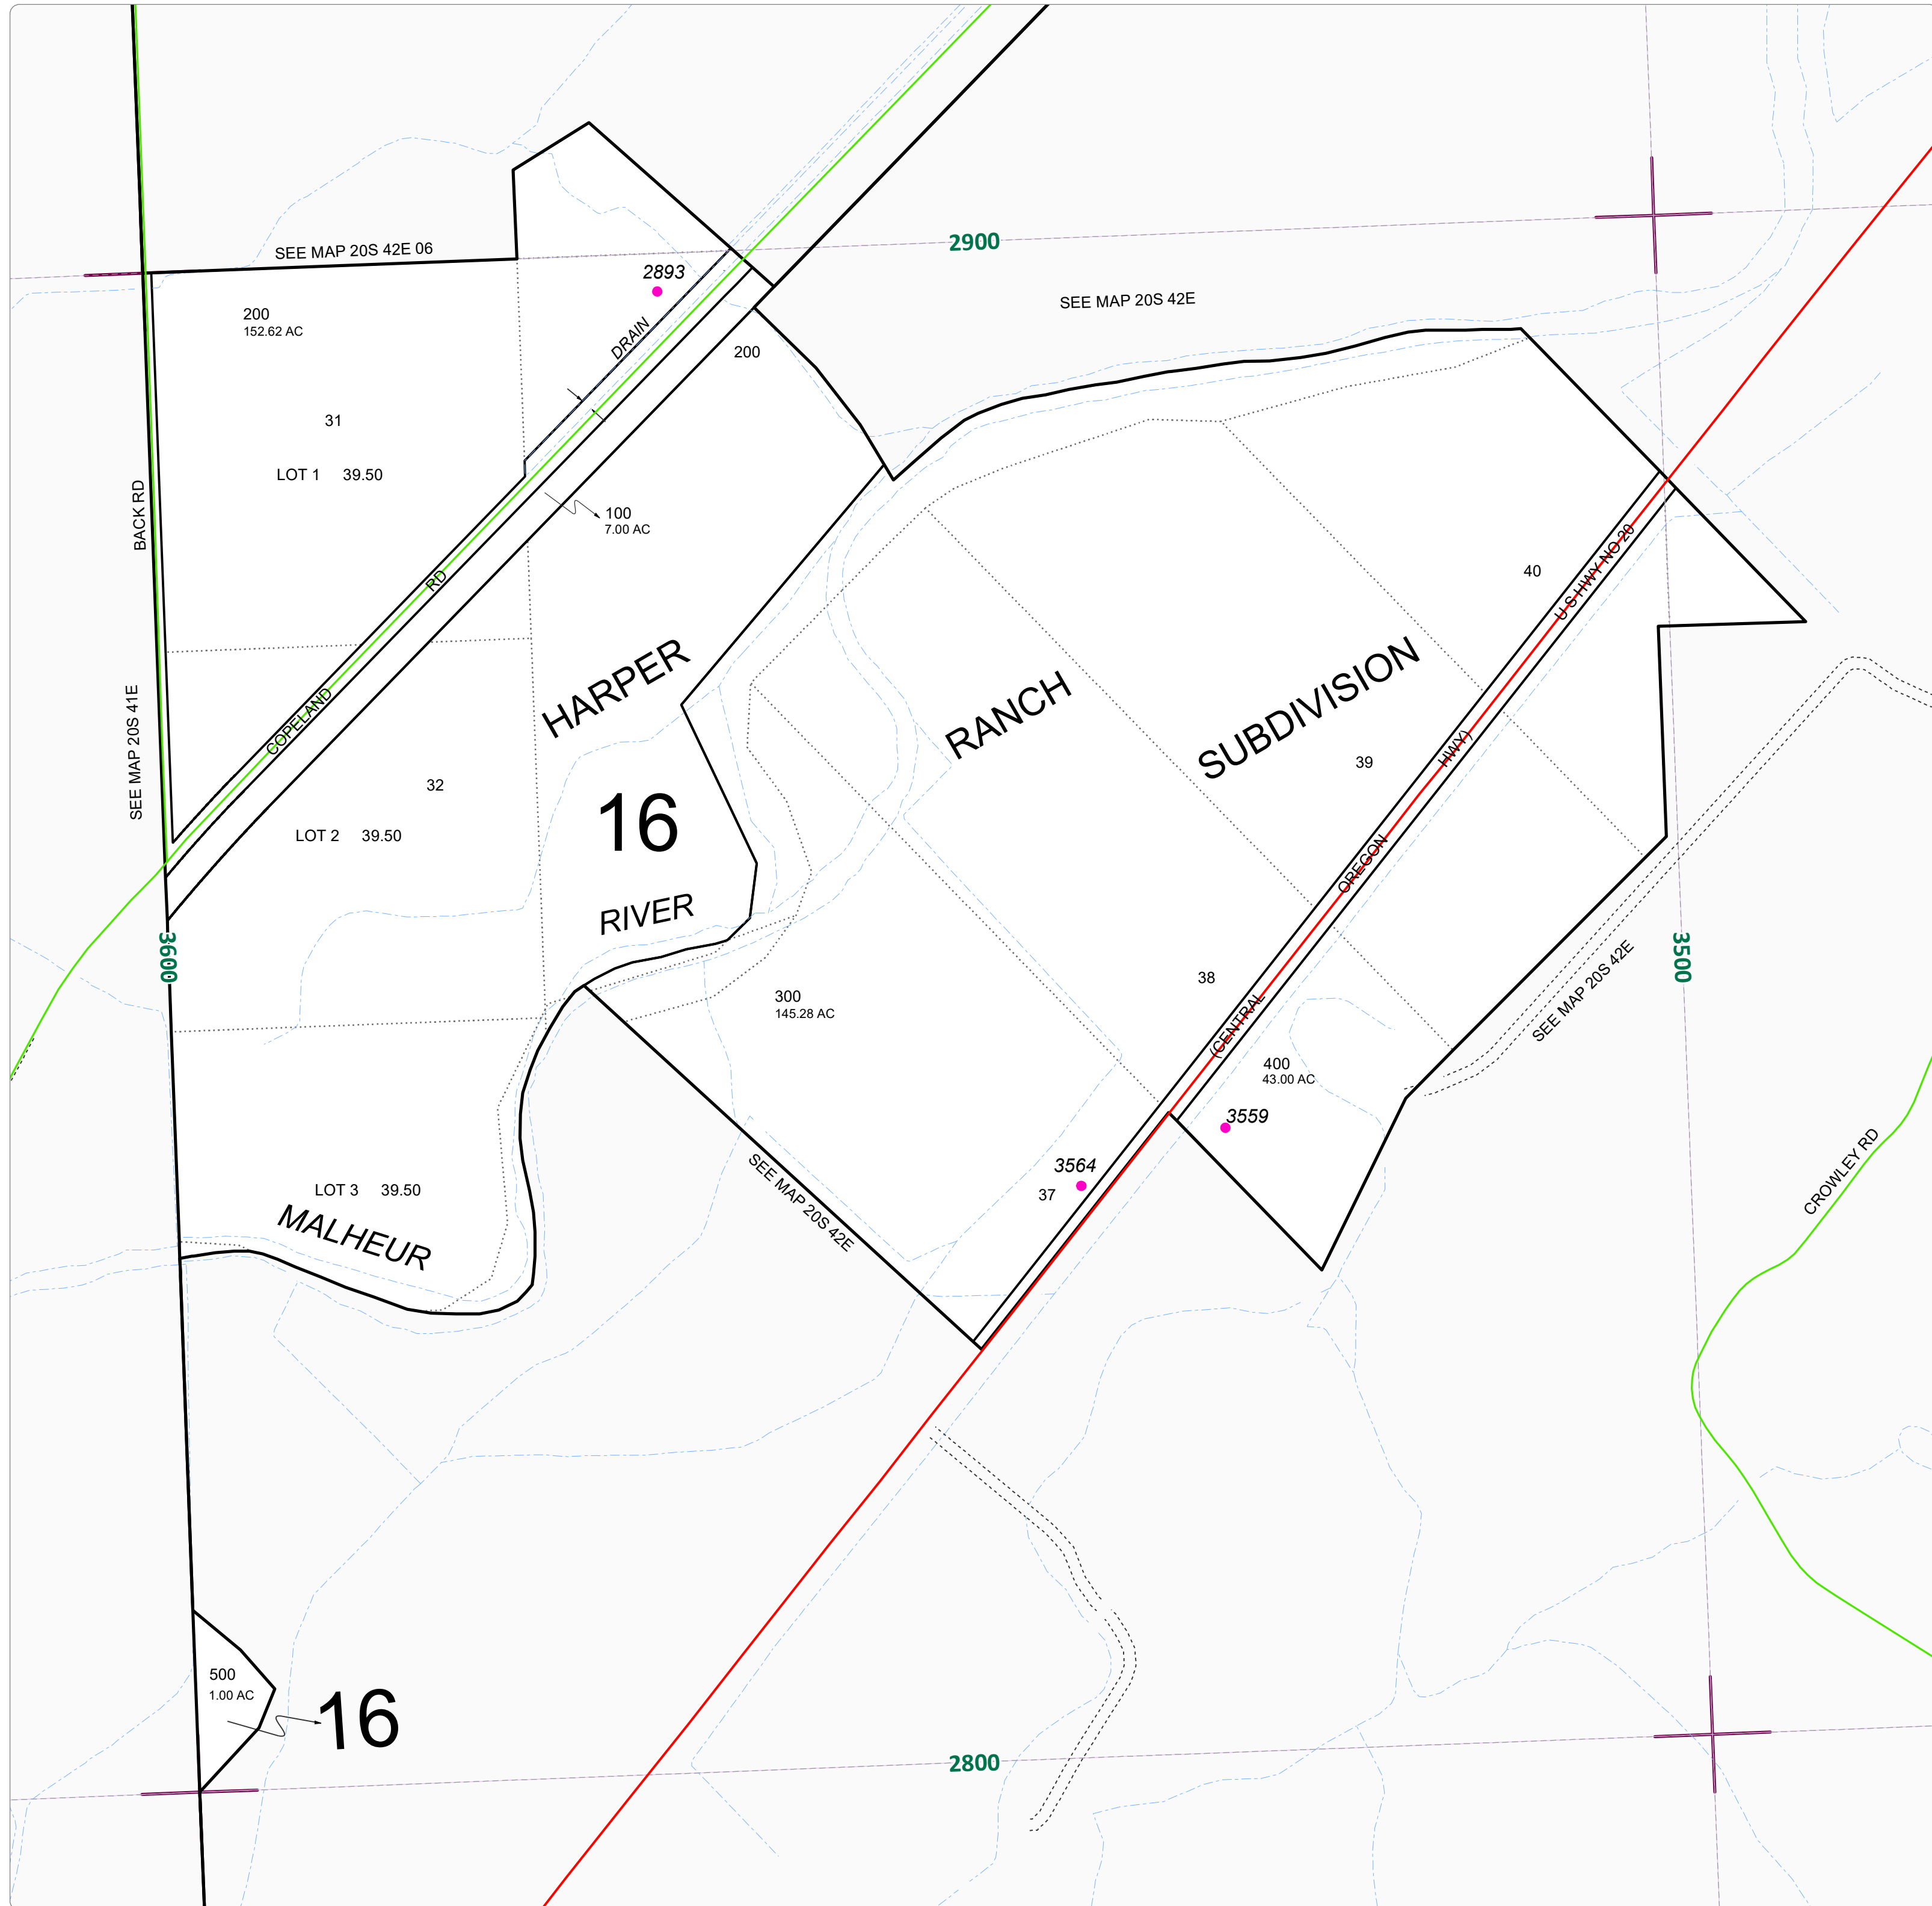 2900
SEE MAP 20S 42E 06
2893
SEE MAP 20S 42E
200
152.62 AC
DRAIN
200
31
LOT 1 39.50
BACK RD
100
7.00 AC
RD
40
U S HWY NO 20
HARPER
RANCH
SUBDIVISION
SEE MAP 20S 41E
COPELAND
HWY)
39
32
16
LOT 2 39.50
OREGON
RIVER
3600
3500
38
300
145.28 AC
(CENTRAL
SEE MAP 20S 42E
400
43.00 AC
3559
3564
37
LOT 3 39.50
MALHEUR
SEE MAP 20S 42E
CROWLEY RD
500
1.00 AC
16
2800